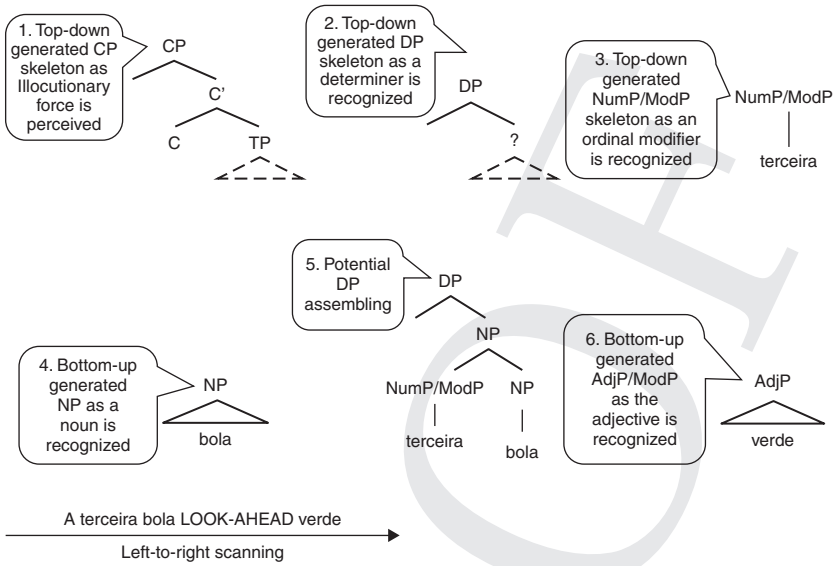 1. Top-down
generated CP
skeleton as
Illocutionary
force is
perceived
CP
C'
C
TP
2. Top-down
generated DP
skeleton as a
determiner is
recognized
DP
?
3. Top-down
generated
NumP/ModP
skeleton as an
ordinal modifier
is recognized
NumP/ModP
terceira
4. Bottom-up
generated
NP as a
noun is
recognized
NP
bola
5. Potential
DP
assembling
DP
NP
NumP/ModP
NP
terceira
bola
6. Bottom-up
generated
AdjP/ModP
as the
adjective is
recognized
AdjP
verde
A terceira bola LOOK-AHEAD verde
Left-to-right scanning
OF